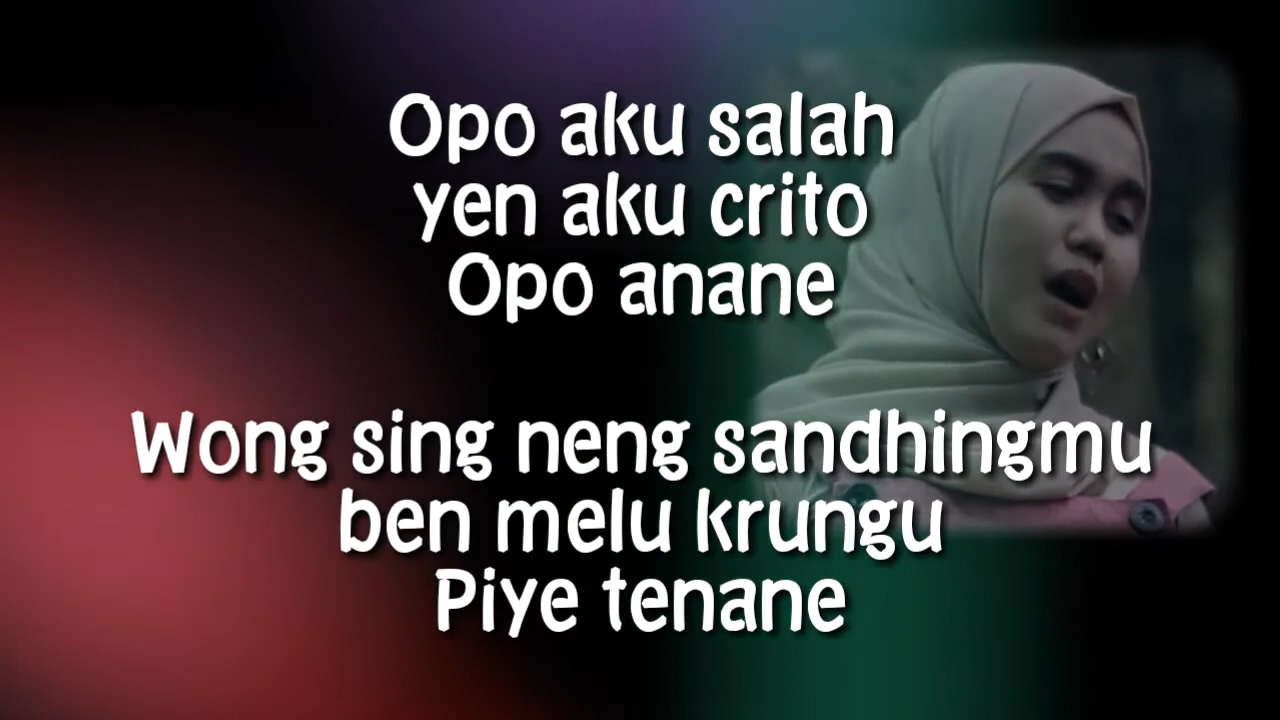 Opo aku salah
yen aku crito
Opo anane
Wong sing neng sandhingmu
ben melu krungu
Piye tenane